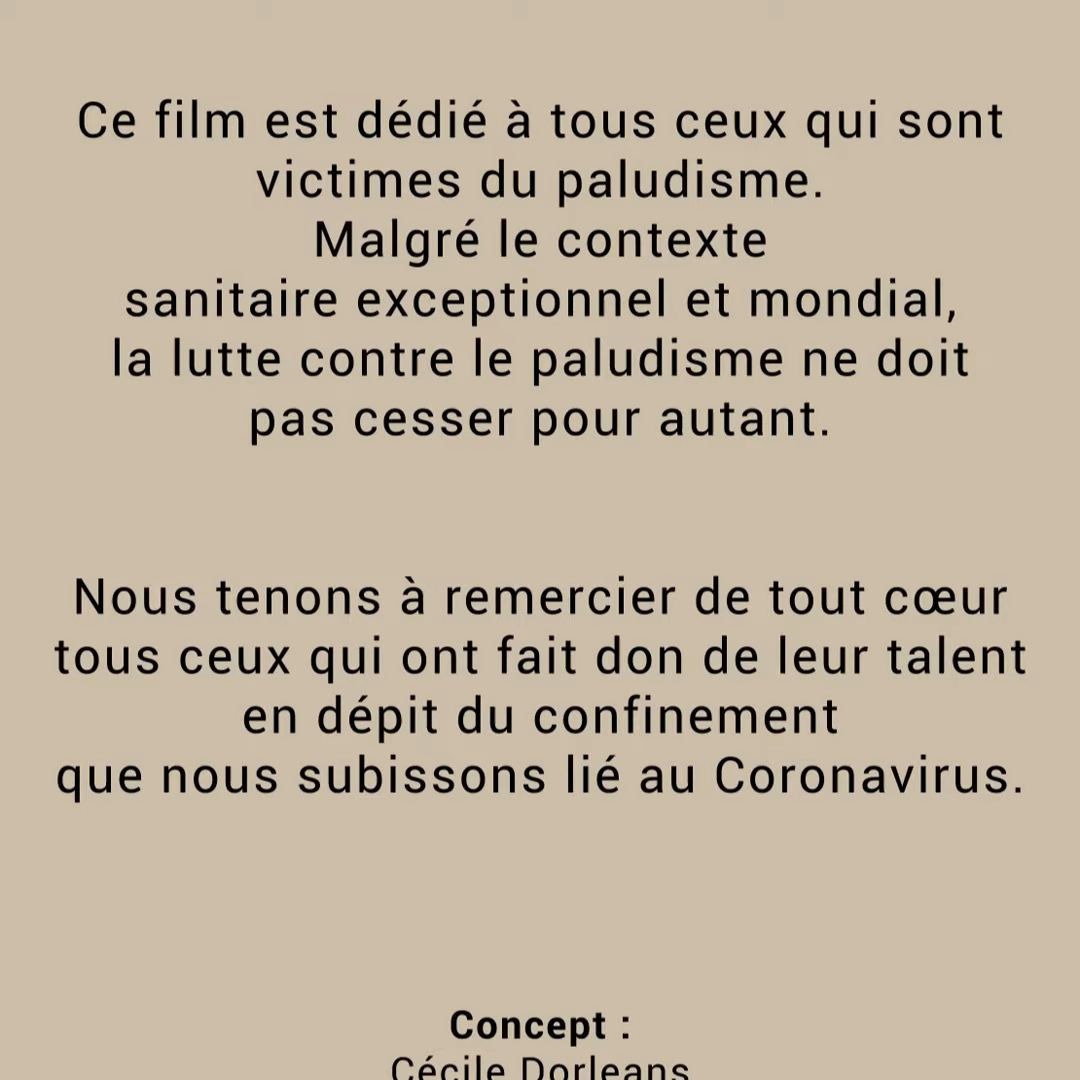 Ce film est dédié à tous ceux qui sont
victimes du paludisme.
Malgré le contexte
sanitaire exceptionnel et mondial,
la lutte contre le paludisme ne doit
pas cesser pour autant.
Nous tenons à remercier de tout cœur
tous ceux qui ont fait don de leur talent
en dépit du confinement
que nous subissons lié au Coronavirus.
Concept :
Cécile Dorleans